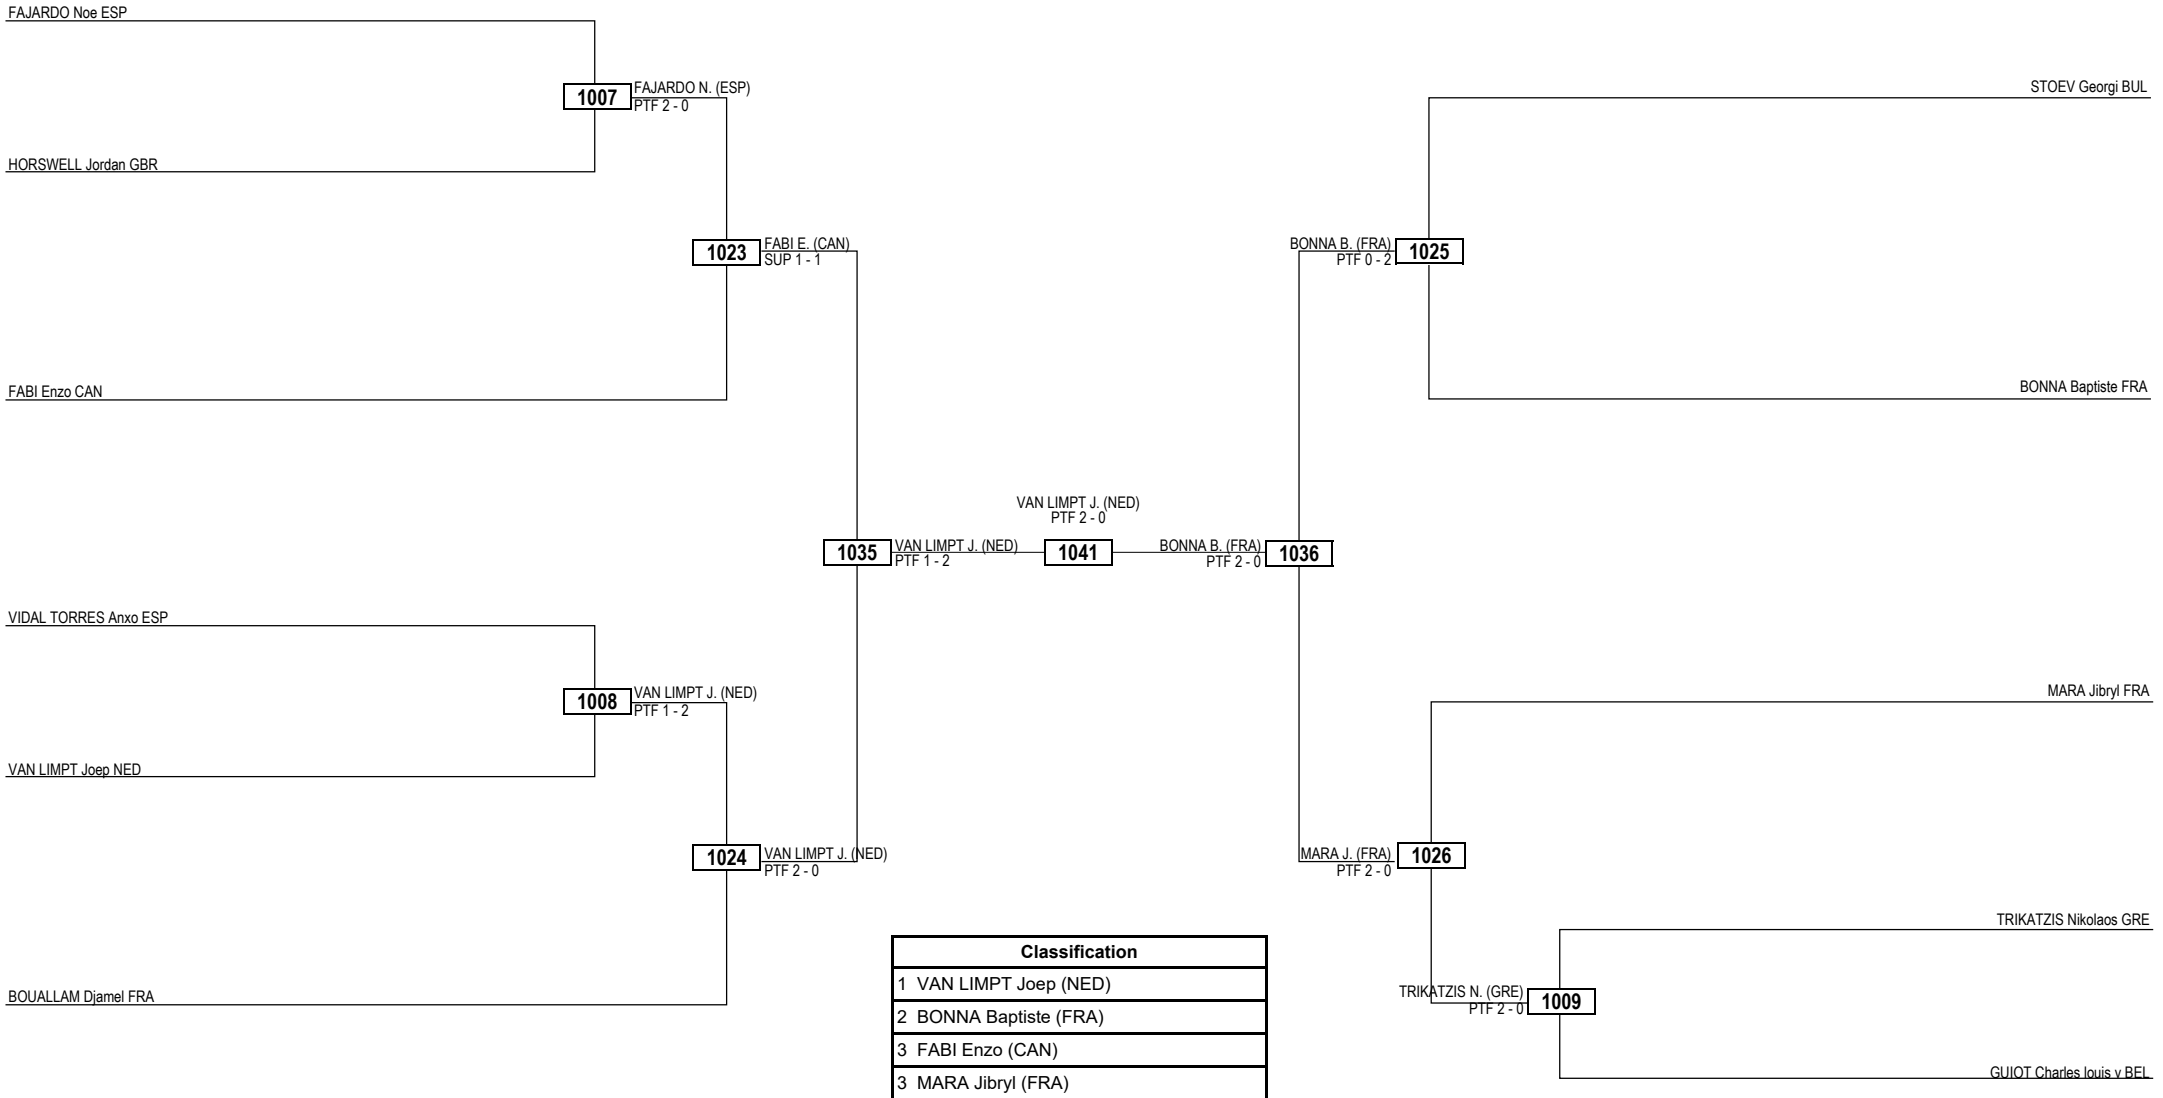 FAJARDO Noe ESP
1007
FAJARDO N. (ESP)
PTF 2 - 0
HORSWELL Jordan GBR
1023
FABI E. (CAN)
SUP 1 - 1
FABI Enzo CAN
1035
VAN LIMPT J. (NED)
PTF 1 - 2
VIDAL TORRES Anxo ESP
1008
VAN LIMPT J. (NED)
PTF 1 - 2
VAN LIMPT Joep NED
1024
VAN LIMPT J. (NED)
PTF 2 - 0
BOUALLAM Djamel FRA
VAN LIMPT J. (NED)
PTF 2 - 0
1041
STOEV Georgi BUL
BONNA B. (FRA)
PTF 0 - 2
1025
BONNA Baptiste FRA
BONNA B. (FRA)
PTF 2 - 0
1036
MARA Jibryl FRA
MARA J. (FRA)
PTF 2 - 0
1026
TRIKATZIS Nikolaos GRE
TRIKATZIS N. (GRE)
PTF 2 - 0
1009
GUIOT Charles louis v BEL
Classification
1 VAN LIMPT Joep (NED)
2 BONNA Baptiste (FRA)
3 FABI Enzo (CAN)
3 MARA Jibryl (FRA)